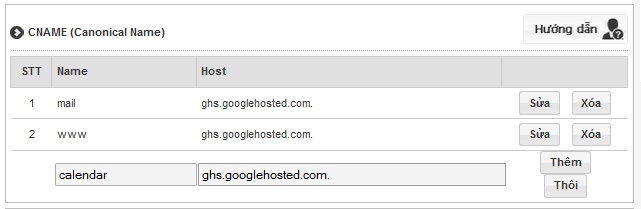 CNAME (Canonical Name)
Hướng dẫn
STT Name Host
1 mail ghs.googlehosted.com. Sửa Xóa
2 www ghs.googlehosted.com. Sửa Xóa
calendar ghs.googlehosted.com. Thêm
Thôi